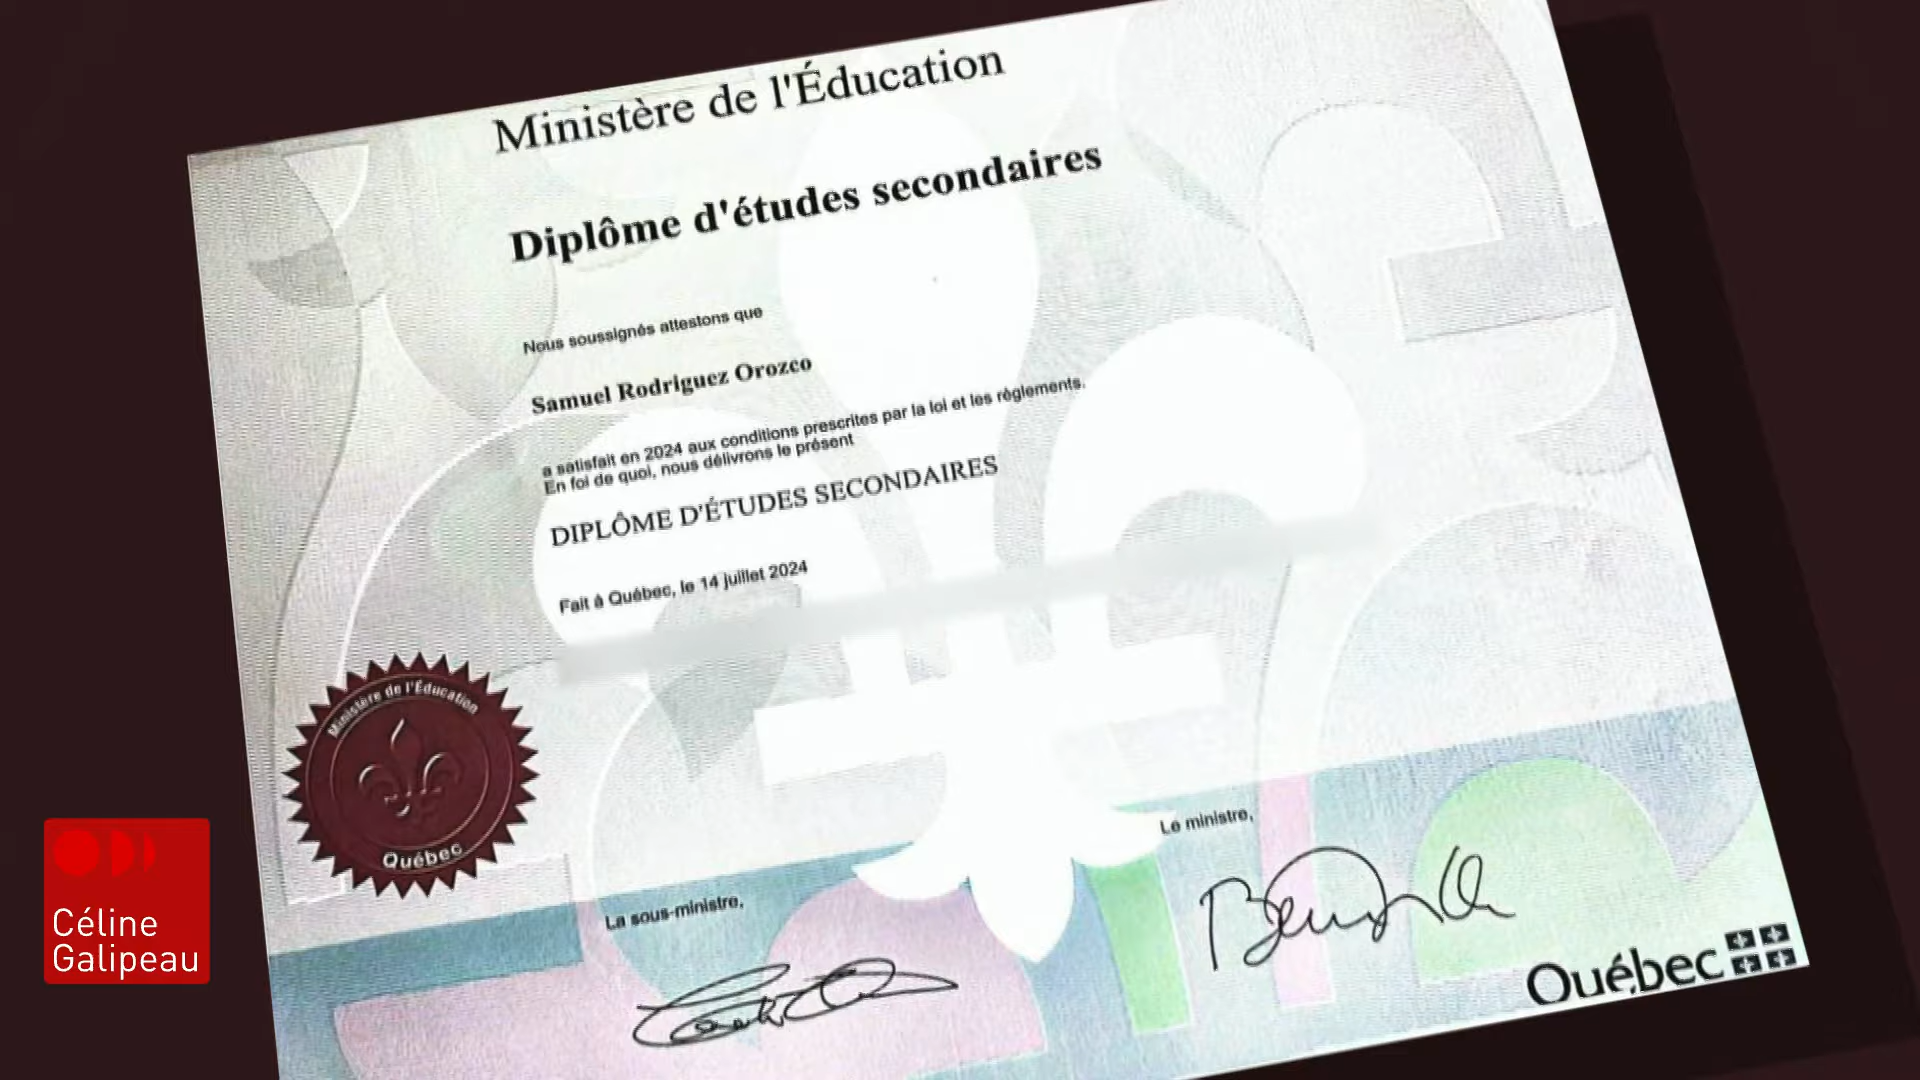 Ministère de l'Éducation
Diplôme d'études secondaires
Nous soussignés attestons que
Samuel Rodriguez Orozco
a satisfait en 2024 aux conditions prescrites par la loi et les règlements.
En foi de quoi, nous délivrons le présent
DIPLÔME D'ÉTUDES SECONDAIRES
Fait à Québec, le 14 juillet 2024
Ministère de l'Éducation
Québec
La sous-ministre,
Le ministre,
Québec
Céline
Galipeau